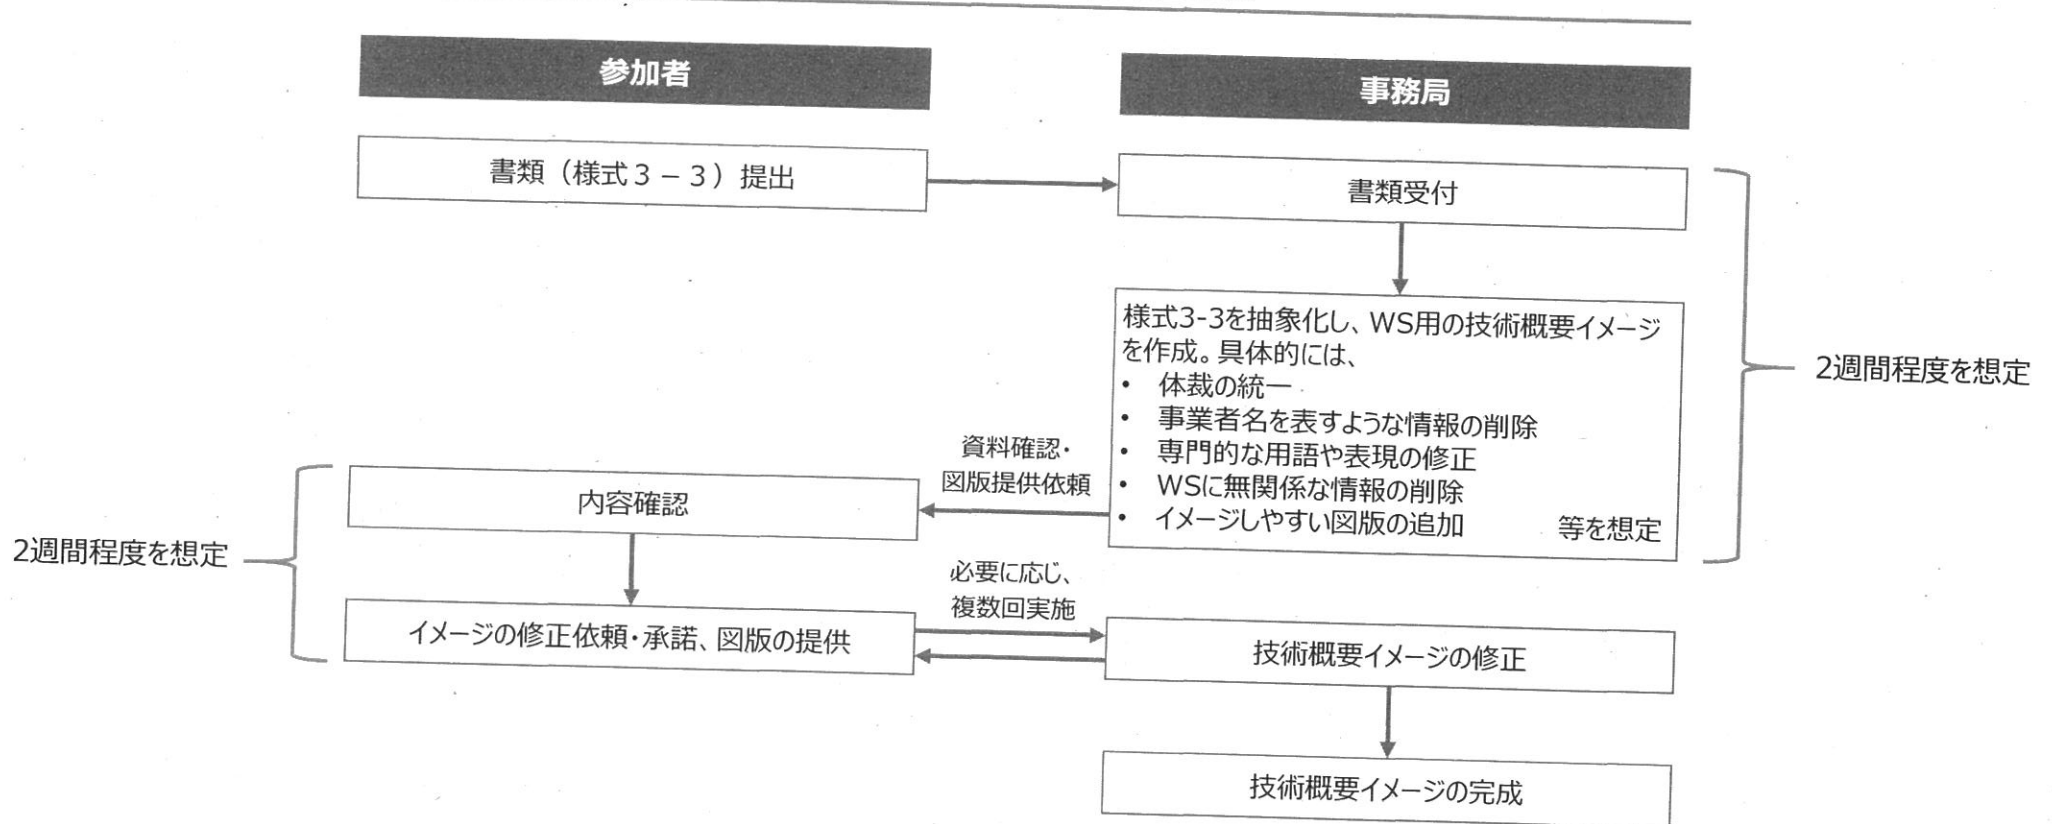 参加者
事務局
書類（様式３－３）提出
書類受付
様式3-3を抽象化し、WS用の技術概要イメージ
を作成。具体的には、
• 体裁の統一
• 事業者名を表すような情報の削除
• 専門的な用語や表現の修正
• WSに無関係な情報の削除
• イメージしやすい図版の追加 等を想定
2週間程度を想定
資料確認・
図版提供依頼
内容確認
2週間程度を想定
必要に応じ、
複数回実施
イメージの修正依頼・承諾、図版の提供
技術概要イメージの修正
技術概要イメージの完成